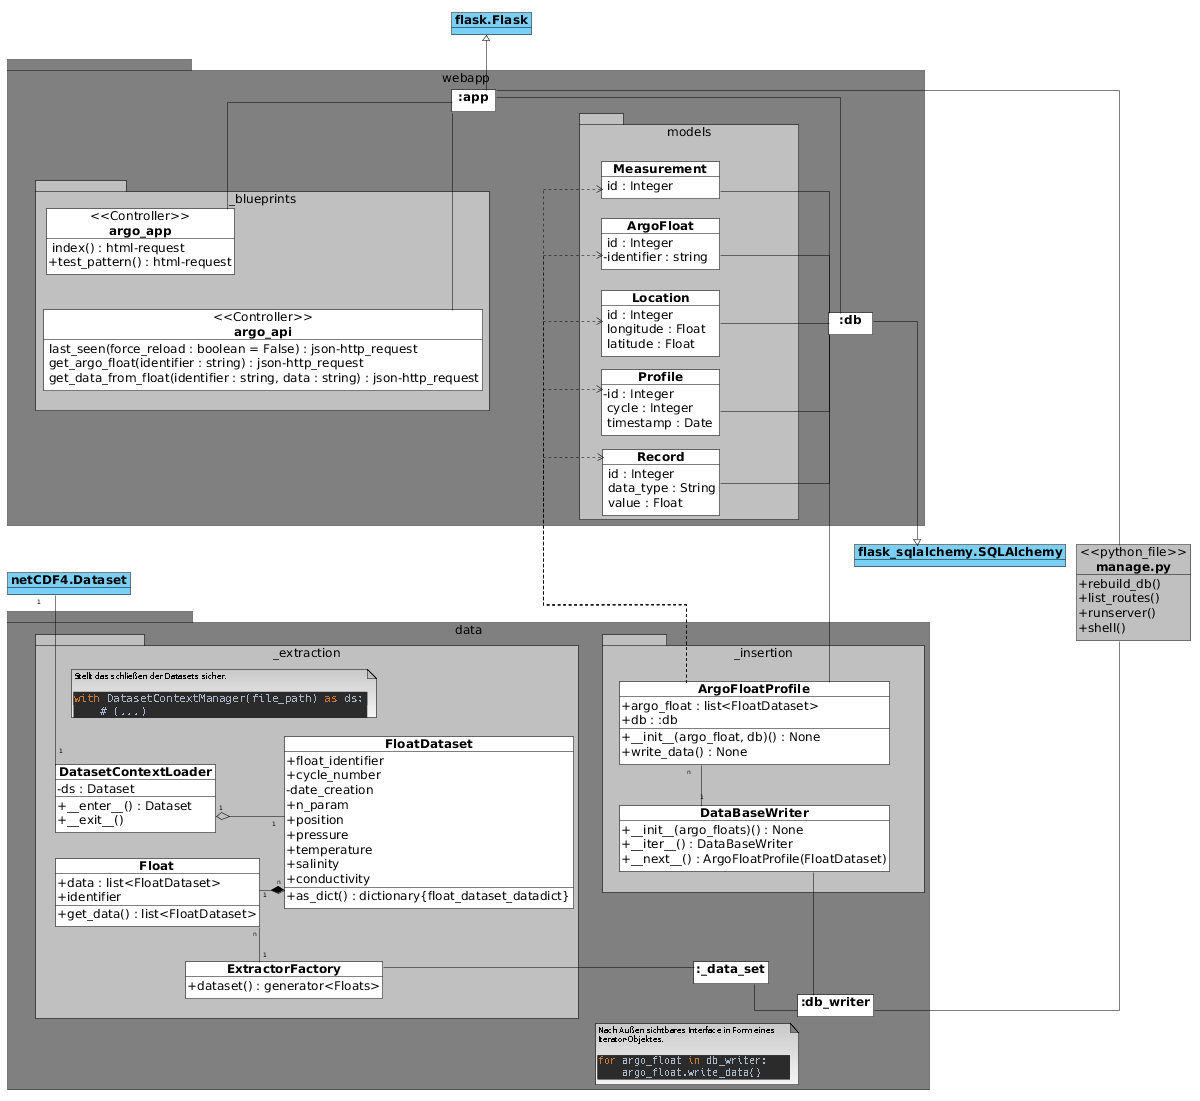 flask.Flask
webapp
:app
models
Measurement
id : Integer
_blueprints
<<Controller>>
argo_app
index() : html-request
+test_pattern() : html-request
ArgoFloat
id : Integer
-identifier : string
Location
id : Integer
longitude : Float
latitude : Float
:db
<<Controller>>
argo_api
last_seen(force_reload : boolean = False) : json-http_request
get_argo_float(identifier : string) : json-http_request
get_data_from_float(identifier : string, data : string) : json-http_request
Profile
-id : Integer
cycle : Integer
timestamp : Date
Record
id : Integer
data_type : String
value : Float
flask_sqlalchemy.SQLAlchemy
<<python_file>>
manage.py
+rebuild_db()
+list_routes()
+runserver()
+shell()
netCDF4.Dataset
1
data
_extraction
Stellt das schließen der Datasets sicher.
with DatasetContextManager(file_path) as ds:
# (...)
1
DatasetContextLoader
-ds : Dataset
+__enter__() : Dataset
+__exit__()
1
1
FloatDataset
+float_identifier
+cycle_number
-date_creation
+n_param
+position
+pressure
+temperature
+salinity
+conductivity
+as_dict() : dictionary{float_dataset_datadict}
Float
+data : list<FloatDataset>
+identifier
+get_data() : list<FloatDataset>
n
1
n
1
ExtractorFactory
+dataset() : generator<Floats>
_insertion
ArgoFloatProfile
+argo_float : list<FloatDataset>
+db : :db
+__init__(argo_float, db)() : None
+write_data() : None
n
1
DataBaseWriter
+__init__(argo_floats)() : None
+__iter__() : DataBaseWriter
+__next__() : ArgoFloatProfile(FloatDataset)
:_data_set
:db_writer
Nach Außen sichtbares Interface in Form eines
Iterator-Objektes.
for argo_float in db_writer:
argo_float.write_data()